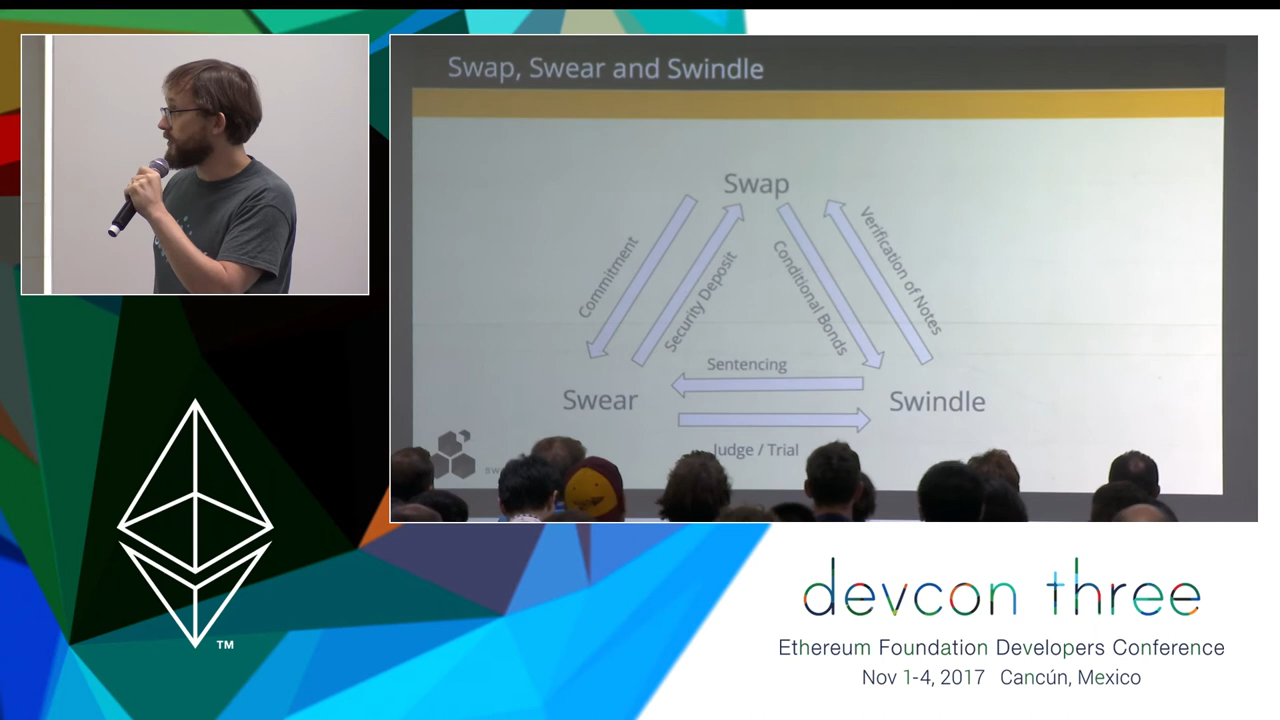 Swap, Swear and Swindle
Swap
Commitment
Security Deposit
Conditional Bonds
Verification of Notes
Sentencing
Swear
Swindle
Judge / Trial
TM
devcon three
Ethereum Foundation Developers Conference
Nov 1-4, 2017 Cancún, Mexico